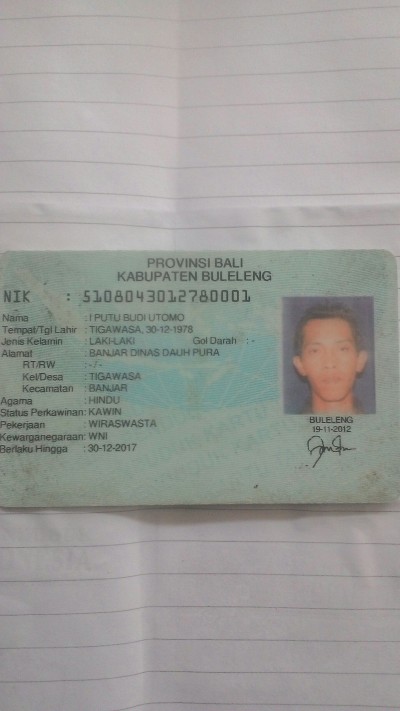 PROVINSI BALI
KABUPATEN BULELENG
NIK : 5108043012780001
Nama : I PUTU BUDI UTOMO
Tempat/Tgl Lahir : TIGAWASA, 30-12-1978
Jenis Kelamin : LAKI-LAKI Gol Darah : -
Alamat : BANJAR DINAS DAUH PURA
RT/RW : - / -
Kel/Desa : TIGAWASA
Kecamatan : BANJAR
Agama : HINDU
Status Perkawinan: KAWIN
Pekerjaan : WIRASWASTA
Kewarganegaraan: WNI
Berlaku Hingga : 30-12-2017
BULELENG
19-11-2012